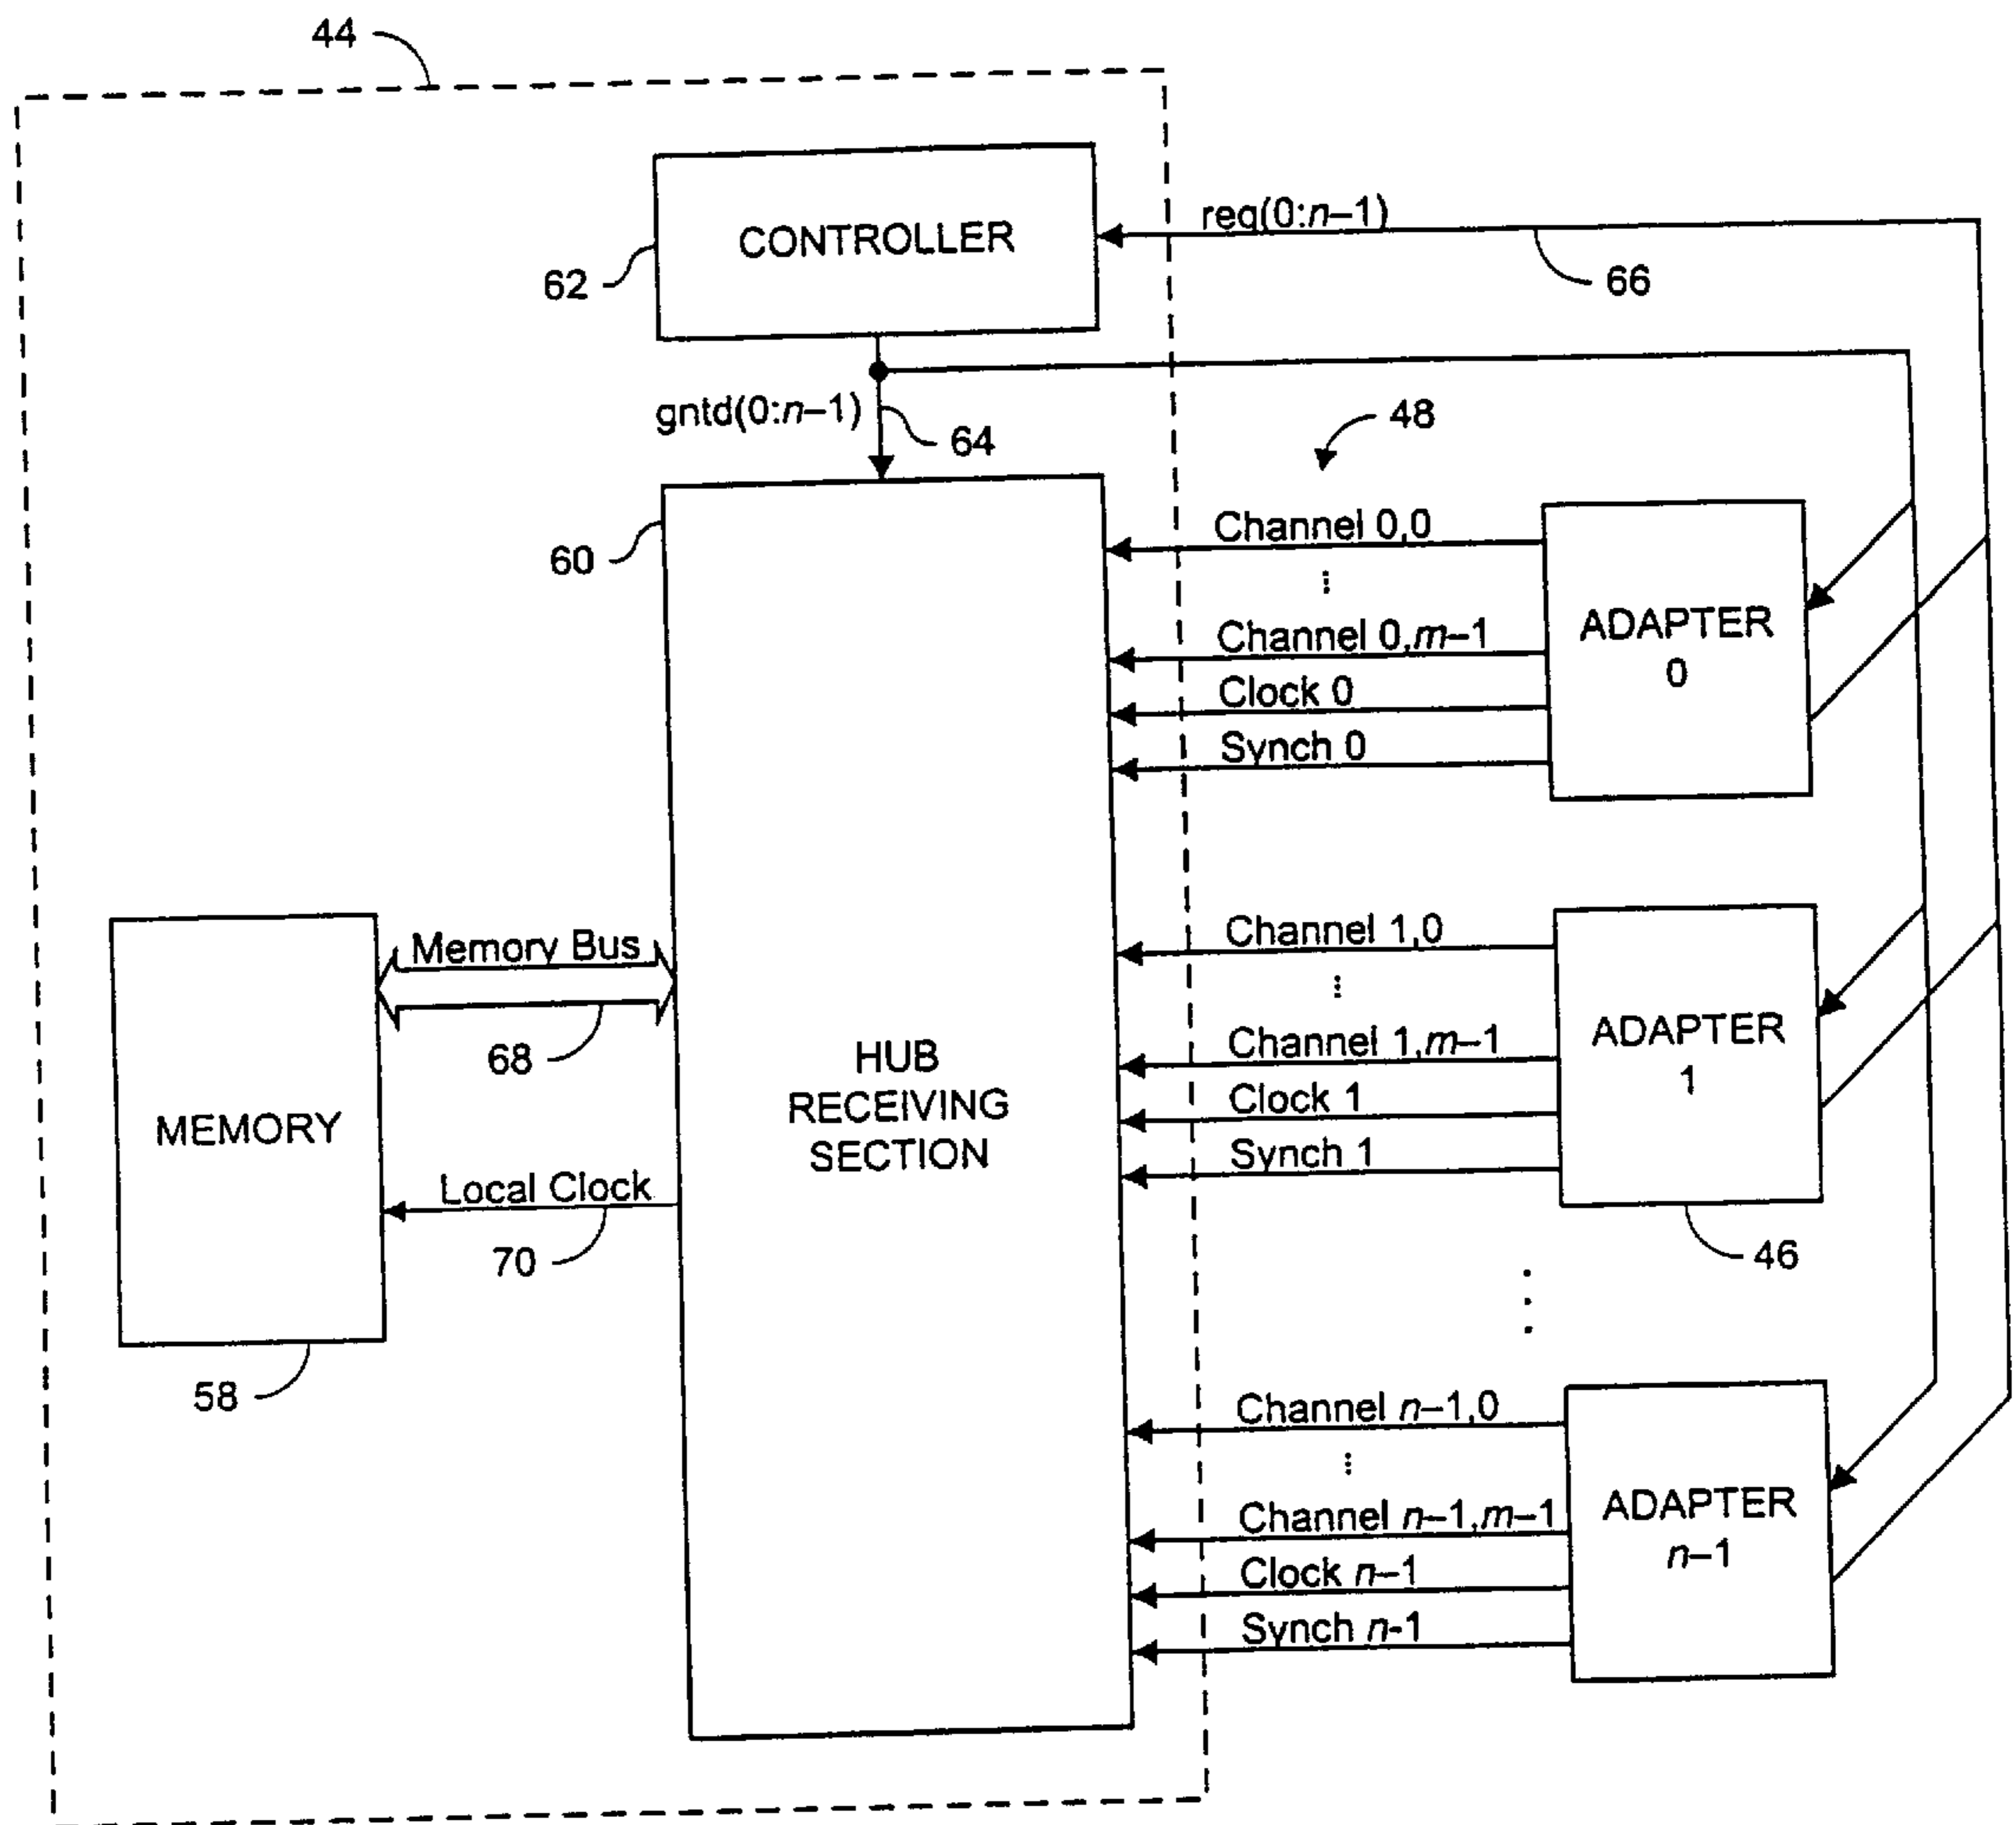 44
CONTROLLER
req(0:n–1)
62
66
gntd(0:n–1)
64
48
60
Channel 0,0
...
Channel 0,m–1
Clock 0
Synch 0
ADAPTER
0
Memory Bus
68
MEMORY
Local Clock
70
58
HUB
RECEIVING
SECTION
Channel 1,0
...
Channel 1,m–1
Clock 1
Synch 1
ADAPTER
1
46
...
Channel n–1,0
...
Channel n–1,m–1
Clock n–1
Synch n-1
ADAPTER
n–1